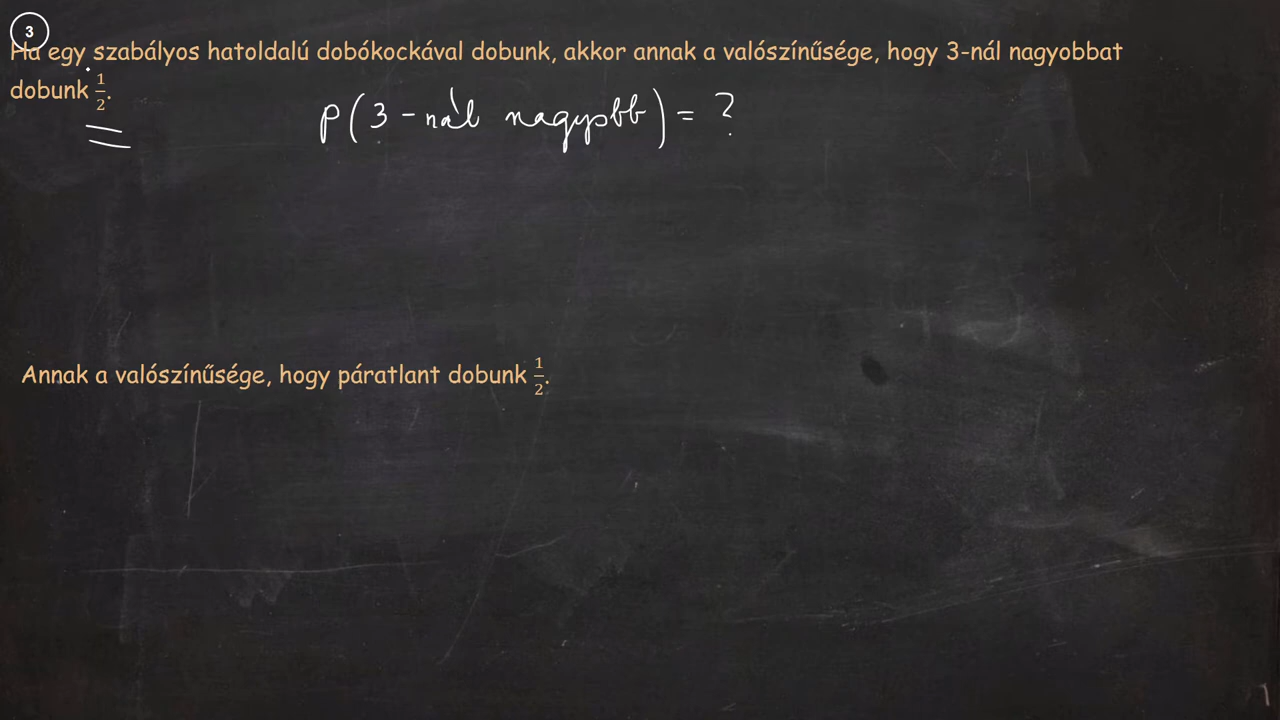 3
Ha egy szabályos hatoldalú dobókockával dobunk, akkor annak a valószínűsége, hogy 3-nál nagyobbat
dobunk 1/2.
P(3-nál nagyobb) = ?
Annak a valószínűsége, hogy páratlant dobunk 1/2.